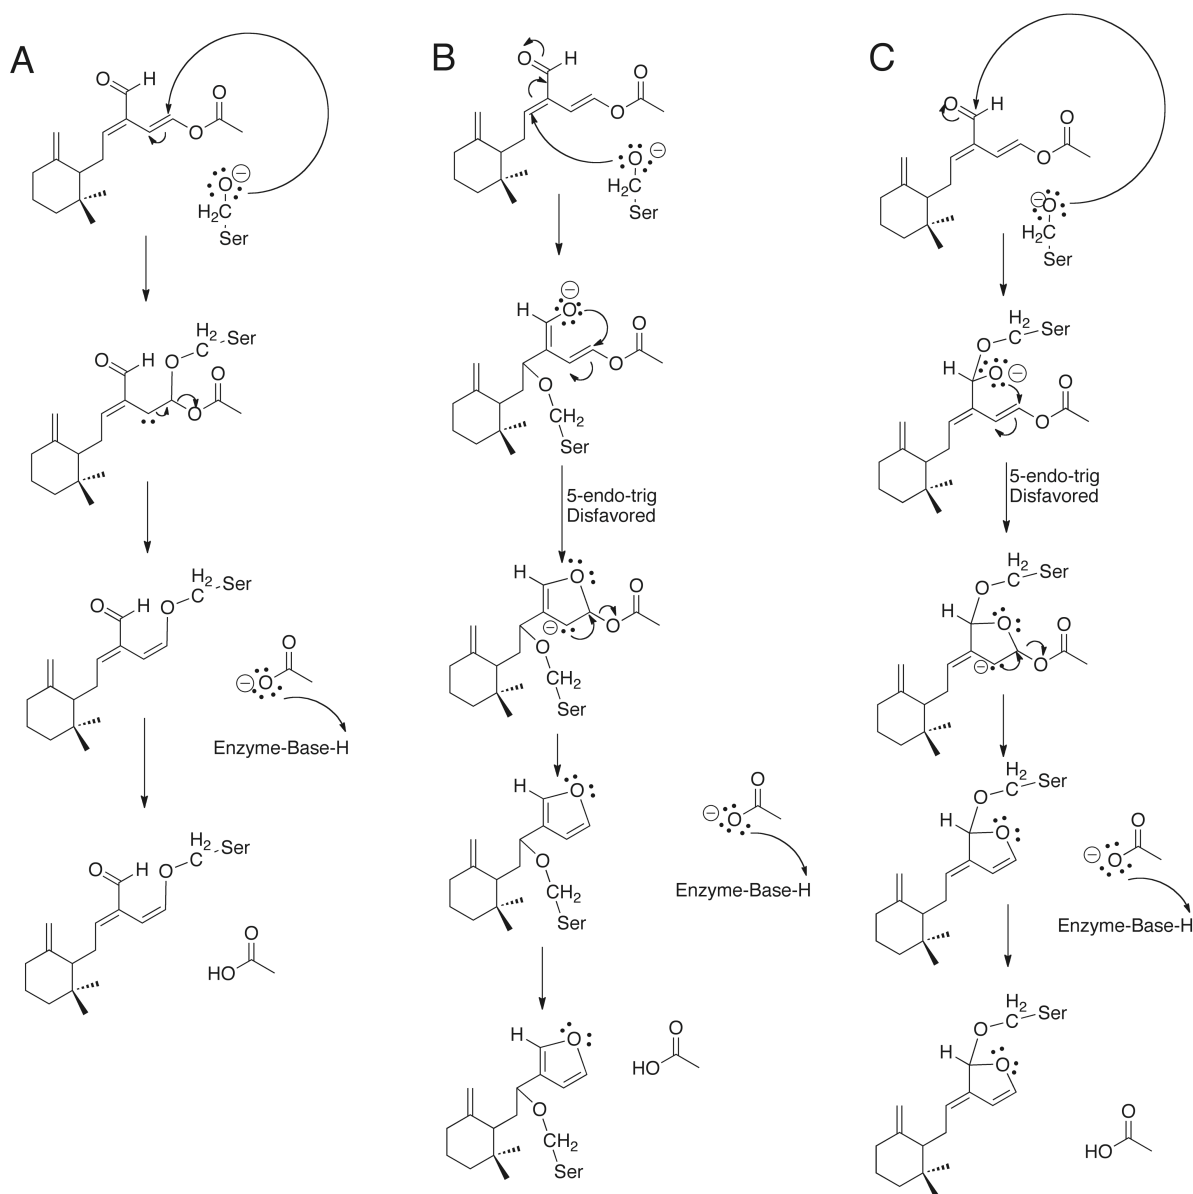 A
O H
O
O
O ⊖
H₂C
Ser
H₂
C Ser
O H
O
O
O
H₂
C Ser
O H
O
O
⊖ O
Enzyme-Base-H
H₂
C Ser
O H
O
O
HO
B
O H
O
O
O ⊖
H₂C
Ser
⊖
H O
O
O
O
CH₂
Ser
5-endo-trig
Disfavored
H O
O
⊖ O
O
CH₂
Ser
H O
O
CH₂
Ser
O
⊖ O
Enzyme-Base-H
H O
O
CH₂
Ser
O
HO
C
O H
O
O
⊖ O
H₂C
Ser
H₂
O C Ser
H O ⊖
O
O
5-endo-trig
Disfavored
H₂
O C Ser
H O
O
⊖ O
H₂
O C Ser
H O
O
⊖ O
Enzyme-Base-H
H₂
O C Ser
H O
O
HO